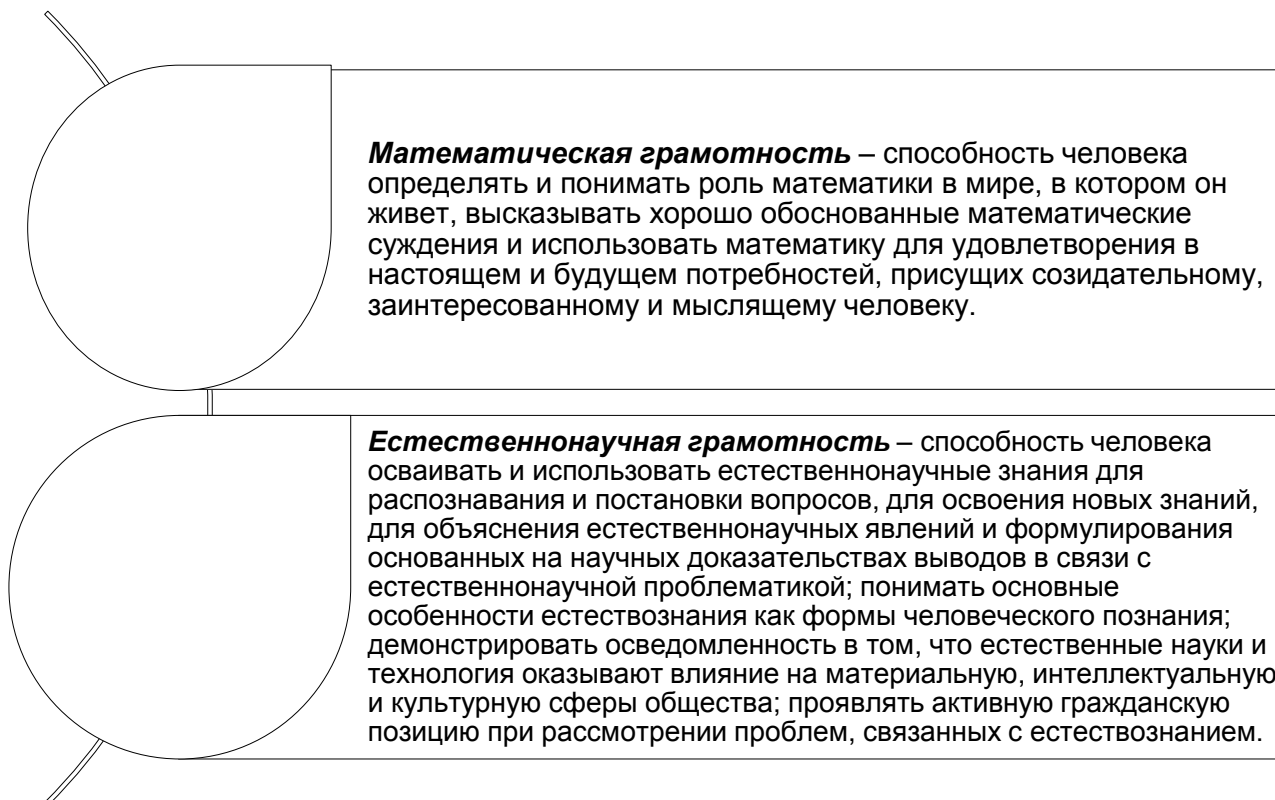 Математическая грамотность – способность человека
определять и понимать роль математики в мире, в котором он
живет, высказывать хорошо обоснованные математические
суждения и использовать математику для удовлетворения в
настоящем и будущем потребностей, присущих созидательному,
заинтересованному и мыслящему человеку.
Естественнонаучная грамотность – способность человека
осваивать и использовать естественнонаучные знания для
распознавания и постановки вопросов, для освоения новых знаний,
для объяснения естественнонаучных явлений и формулирования
основанных на научных доказательствах выводов в связи с
естественнонаучной проблематикой; понимать основные
особенности естествознания как формы человеческого познания;
демонстрировать осведомленность в том, что естественные науки и
технология оказывают влияние на материальную, интеллектуальную
и культурную сферы общества; проявлять активную гражданскую
позицию при рассмотрении проблем, связанных с естествознанием.